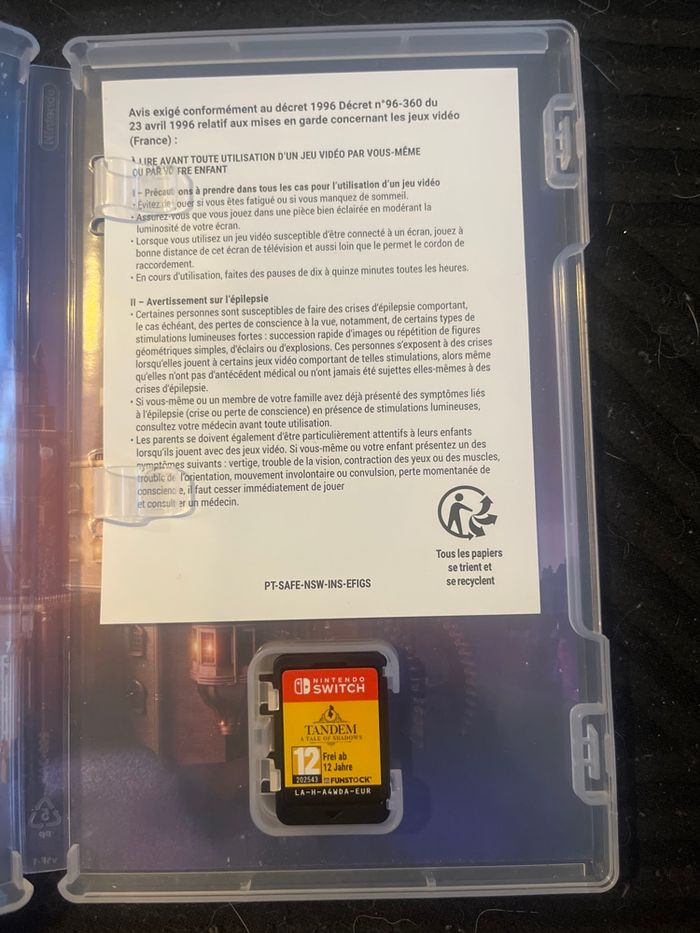 Avis exigé conformément au décret 1996 Décret n°96-360 du
23 avril 1996 relatif aux mises en garde concernant les jeux vidéo
(France) :
À LIRE AVANT TOUTE UTILISATION D'UN JEU VIDÉO PAR VOUS-MÊME
OU PAR VOTRE ENFANT
I – Précautions à prendre dans tous les cas pour l'utilisation d'un jeu vidéo
• Évitez de jouer si vous êtes fatigué ou si vous manquez de sommeil.
• Assurez-vous que vous jouez dans une pièce bien éclairée en modérant la
luminosité de votre écran.
• Lorsque vous utilisez un jeu vidéo susceptible d'être connecté à un écran, jouez à
bonne distance de cet écran de télévision et aussi loin que le permet le cordon de
raccordement.
• En cours d'utilisation, faites des pauses de dix à quinze minutes toutes les heures.
II – Avertissement sur l'épilepsie
• Certaines personnes sont susceptibles de faire des crises d'épilepsie comportant,
le cas échéant, des pertes de conscience à la vue, notamment, de certains types de
stimulations lumineuses fortes : succession rapide d'images ou répétition de figures
géométriques simples, d'éclairs ou d'explosions. Ces personnes s'exposent à des crises
lorsqu'elles jouent à certains jeux vidéo comportant de telles stimulations, alors même
qu'elles n'ont pas d'antécédent médical ou n'ont jamais été sujettes elles-mêmes à des
crises d'épilepsie.
• Si vous-même ou un membre de votre famille avez déjà présenté des symptômes liés
à l'épilepsie (crise ou perte de conscience) en présence de stimulations lumineuses,
consultez votre médecin avant toute utilisation.
• Les parents se doivent également d'être particulièrement attentifs à leurs enfants
lorsqu'ils jouent avec des jeux vidéo. Si vous-même ou votre enfant présentez un des
symptômes suivants : vertige, trouble de la vision, contraction des yeux ou des muscles,
trouble de l'orientation, mouvement involontaire ou convulsion, perte momentanée de
conscience, il faut cesser immédiatement de jouer
et consulter un médecin.
Tous les papiers
se trient et
se recyclent
PT-SAFE-NSW-INS-EFIGS
Nintendo
NINTENDO
SWITCH
TANDEM
A TALE OF SHADOWS
12
Frei ab
12 Jahre
202543
FUNSTOCK
LA-H-A4WDA-EUR
PP